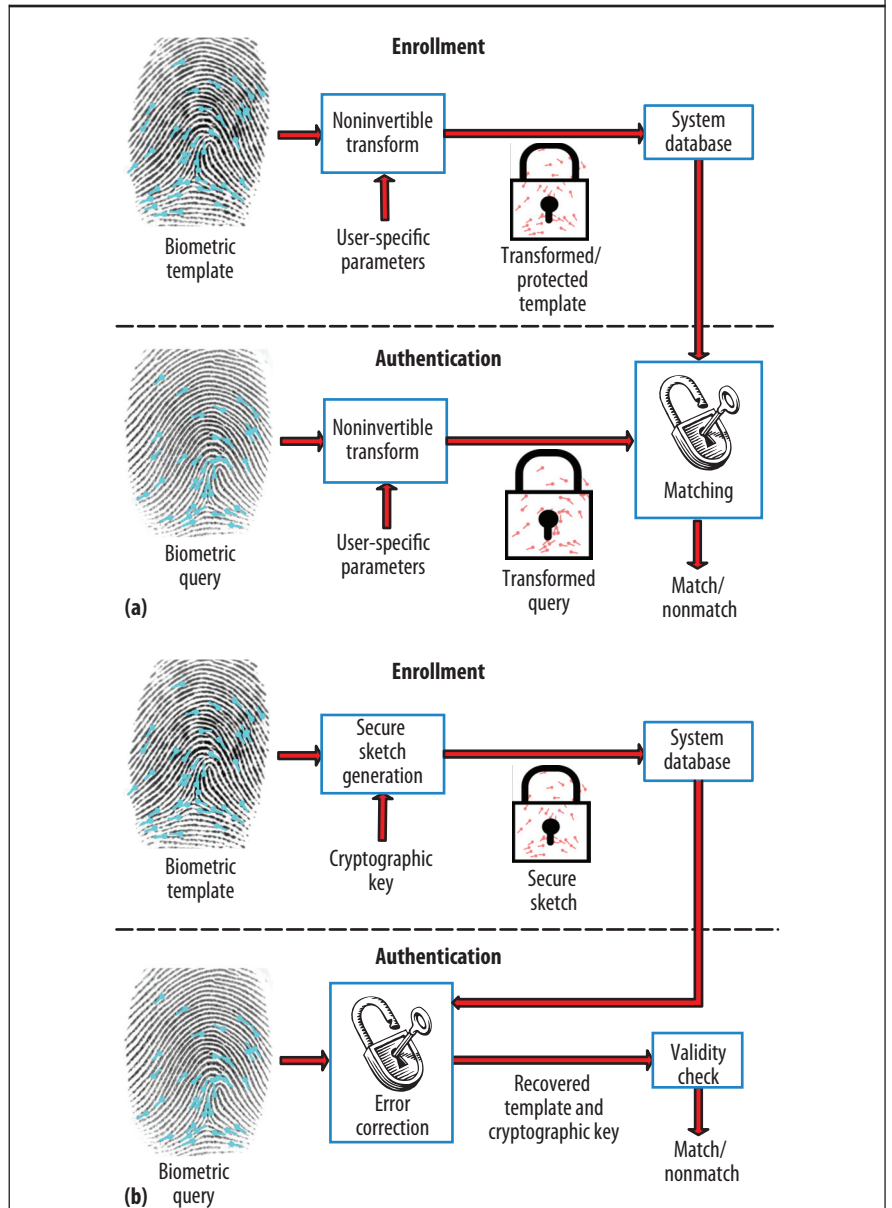 Enrollment
Biometric
template
Noninvertible
transform
User-specific
parameters
Transformed/
protected
template
System
database
Authentication
Biometric
query
Noninvertible
transform
User-specific
parameters
Transformed
query
Matching
Match/
nonmatch
(a)
Enrollment
Biometric
template
Secure
sketch
generation
Cryptographic
key
Secure
sketch
System
database
Authentication
Biometric
query
Error
correction
Recovered
template and
cryptographic key
Validity
check
Match/
nonmatch
(b)